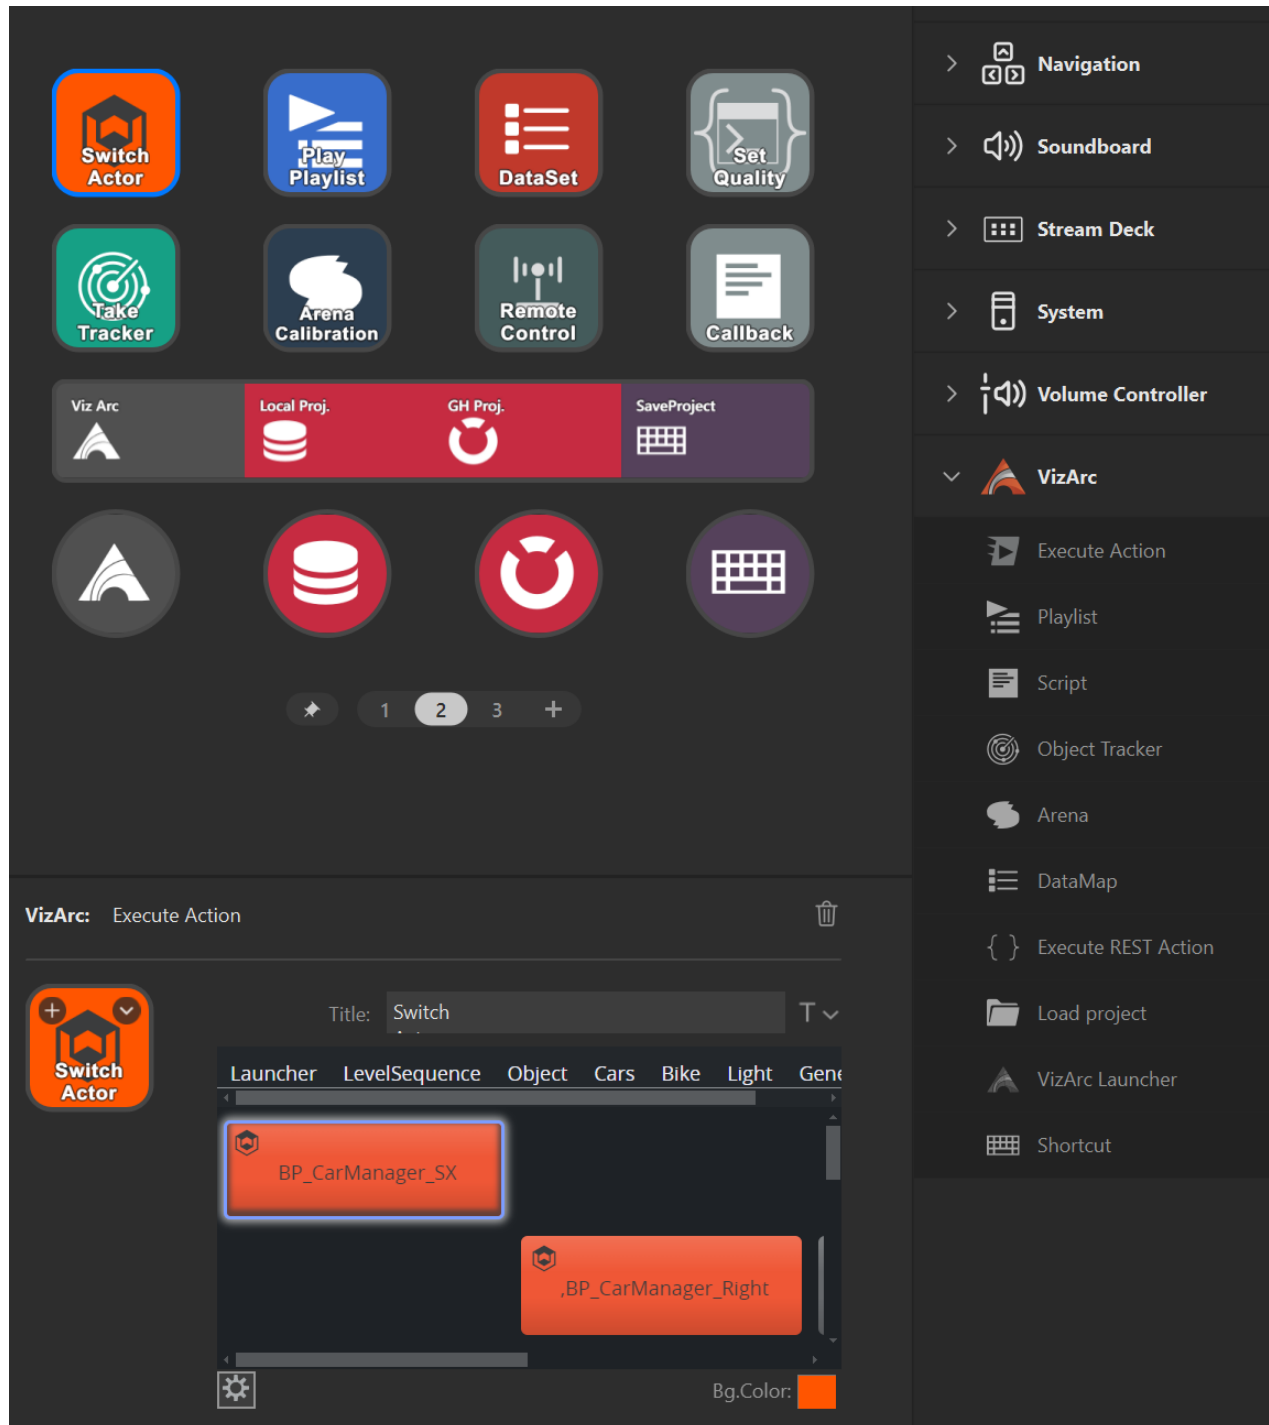 Switch
Actor
Play
Playlist
DataSet
Set
Quality
Take
Tracker
Arena
Calibration
Remote
Control
Callback
Viz Arc
Local Proj.
GH Proj.
SaveProject
1
2
3
Navigation
Soundboard
Stream Deck
System
Volume Controller
VizArc
Execute Action
Playlist
Script
Object Tracker
Arena
DataMap
Execute REST Action
Load project
VizArc Launcher
Shortcut
VizArc: Execute Action
Switch
Actor
Title: Switch
Launcher LevelSequence Object Cars Bike Light Gene
BP_CarManager_SX
,BP_CarManager_Right
Bg.Color: